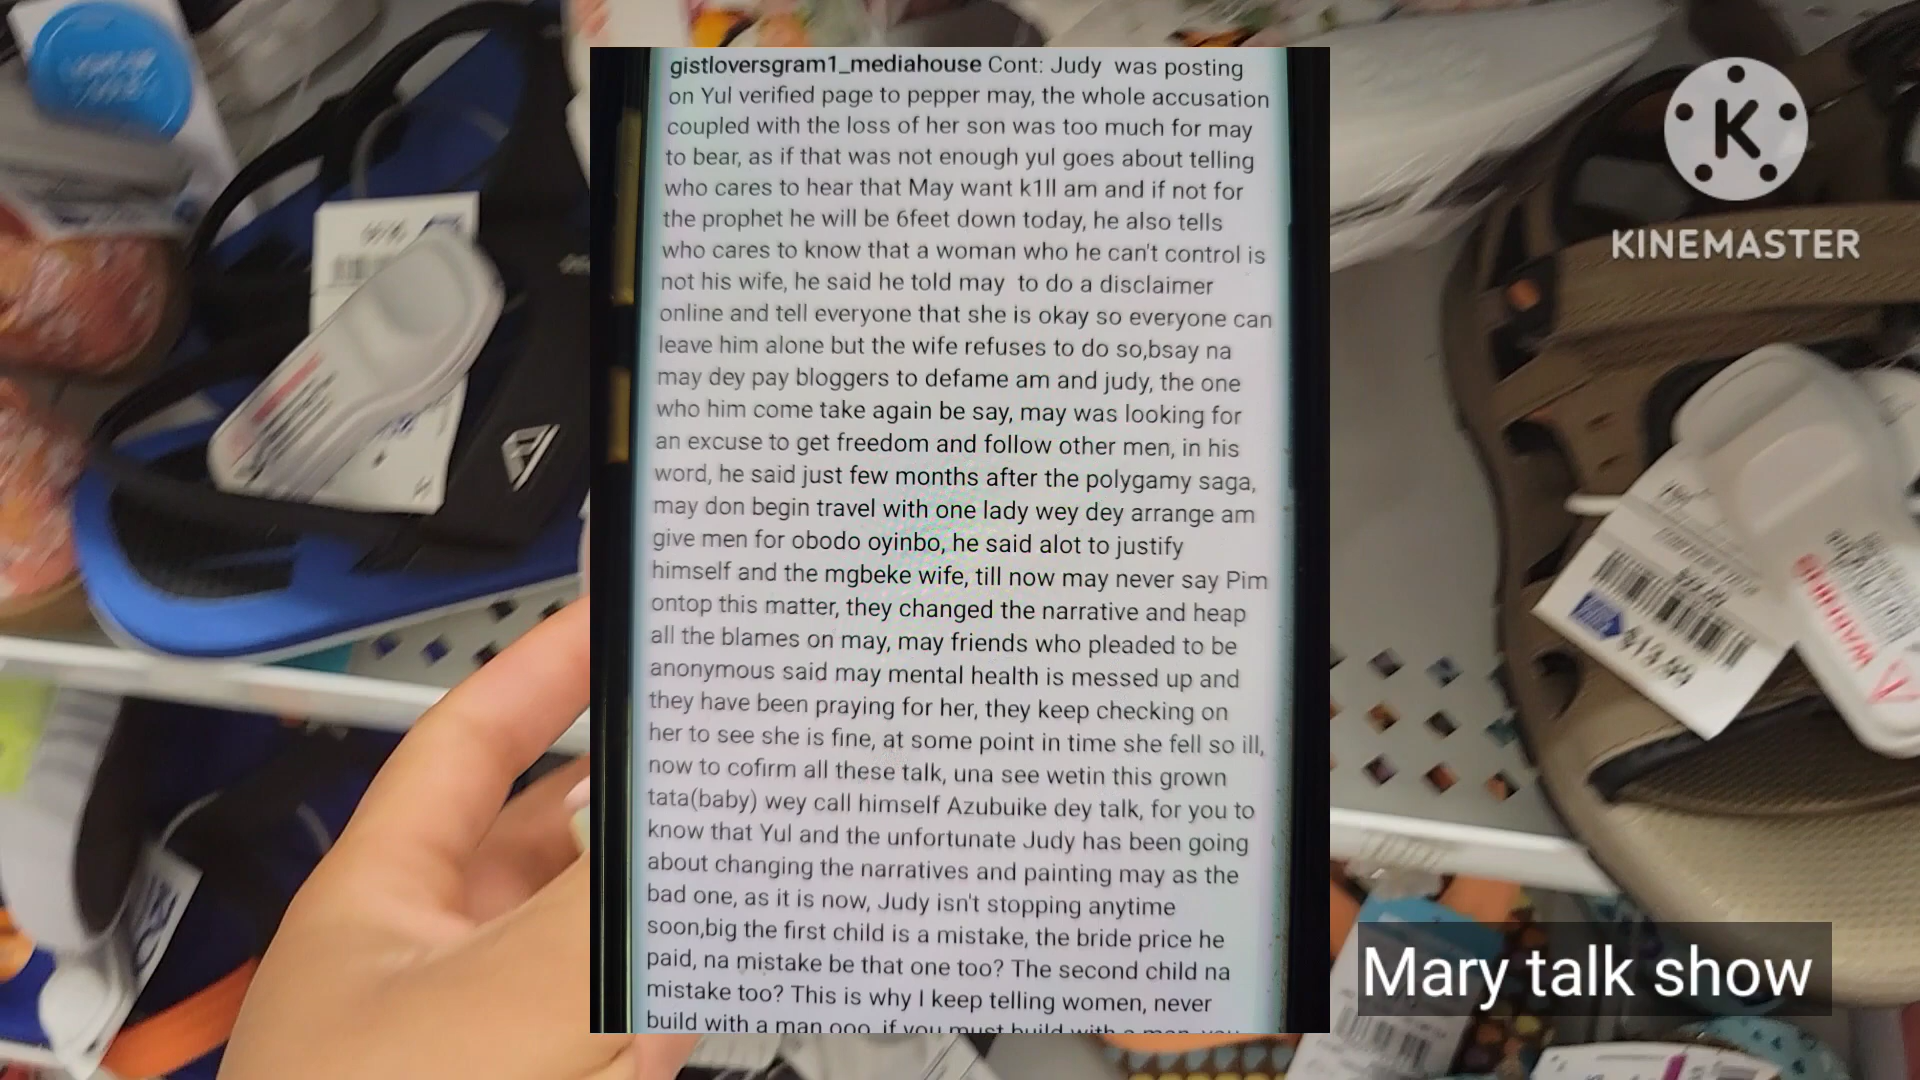 gistloversgram1_mediahouse Cont: Judy was posting
on Yul verified page to pepper may, the whole accusation
coupled with the loss of her son was too much for may
to bear, as if that was not enough yul goes about telling
who cares to hear that May want k1ll am and if not for
the prophet he will be 6feet down today, he also tells
who cares to know that a woman who he can't control is
not his wife, he said he told may to do a disclaimer
online and tell everyone that she is okay so everyone can
leave him alone but the wife refuses to do so,bsay na
may dey pay bloggers to defame am and judy, the one
who him come take again be say, may was looking for
an excuse to get freedom and follow other men, in his
word, he said just few months after the polygamy saga,
may don begin travel with one lady wey dey arrange am
give men for obodo oyinbo, he said alot to justify
himself and the mgbeke wife, till now may never say Pim
ontop this matter, they changed the narrative and heap
all the blames on may, may friends who pleaded to be
anonymous said may mental health is messed up and
they have been praying for her, they keep checking on
her to see she is fine, at some point in time she fell so ill,
now to cofirm all these talk, una see wetin this grown
tata(baby) wey call himself Azubuike dey talk, for you to
know that Yul and the unfortunate Judy has been going
about changing the narratives and painting may as the
bad one, as it is now, Judy isn't stopping anytime
soon,big the first child is a mistake, the bride price he
paid, na mistake be that one too? The second child na
mistake too? This is why I keep telling women, never
build with a man ooo, if you must build with a man, you
K
KINEMASTER
$19.99
WARNING
Mary talk show